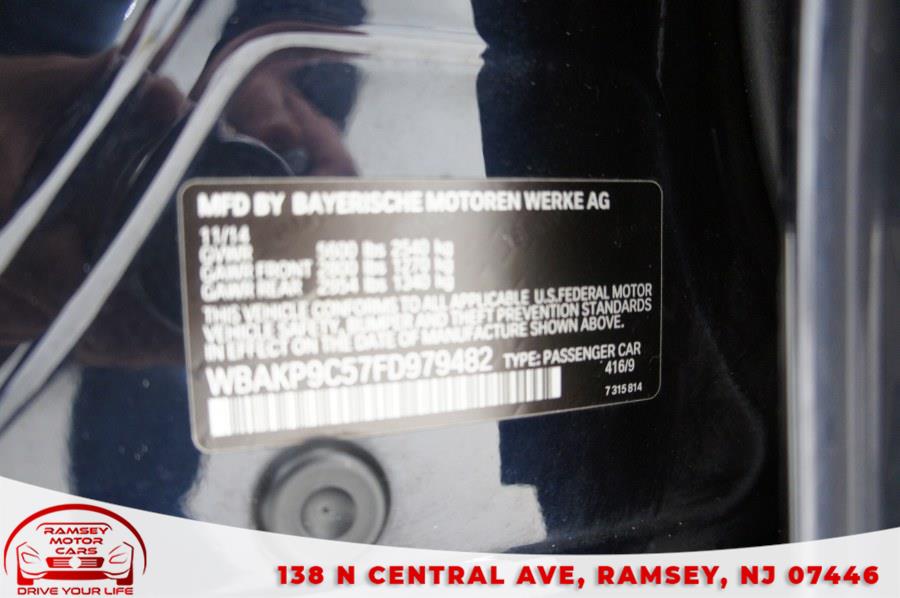 MFD BY BAYERISCHE MOTOREN WERKE AG
11/14
GVWR 5600 lbs 2540 kg
GAWR FRONT lbs kg
GAWR REAR lbs 1340 kg
THIS VEHICLE CONFORMS TO ALL APPLICABLE U.S.FEDERAL MOTOR
VEHICLE SAFETY, BUMPER AND THEFT PREVENTION STANDARDS
IN EFFECT ON THE DATE OF MANUFACTURE SHOWN ABOVE.
WBAKP9C57FD979482 TYPE: PASSENGER CAR
416/9
7 315 814
RAMSEY
MOTOR
CARS
DRIVE YOUR LIFE
138 N CENTRAL AVE, RAMSEY, NJ 07446